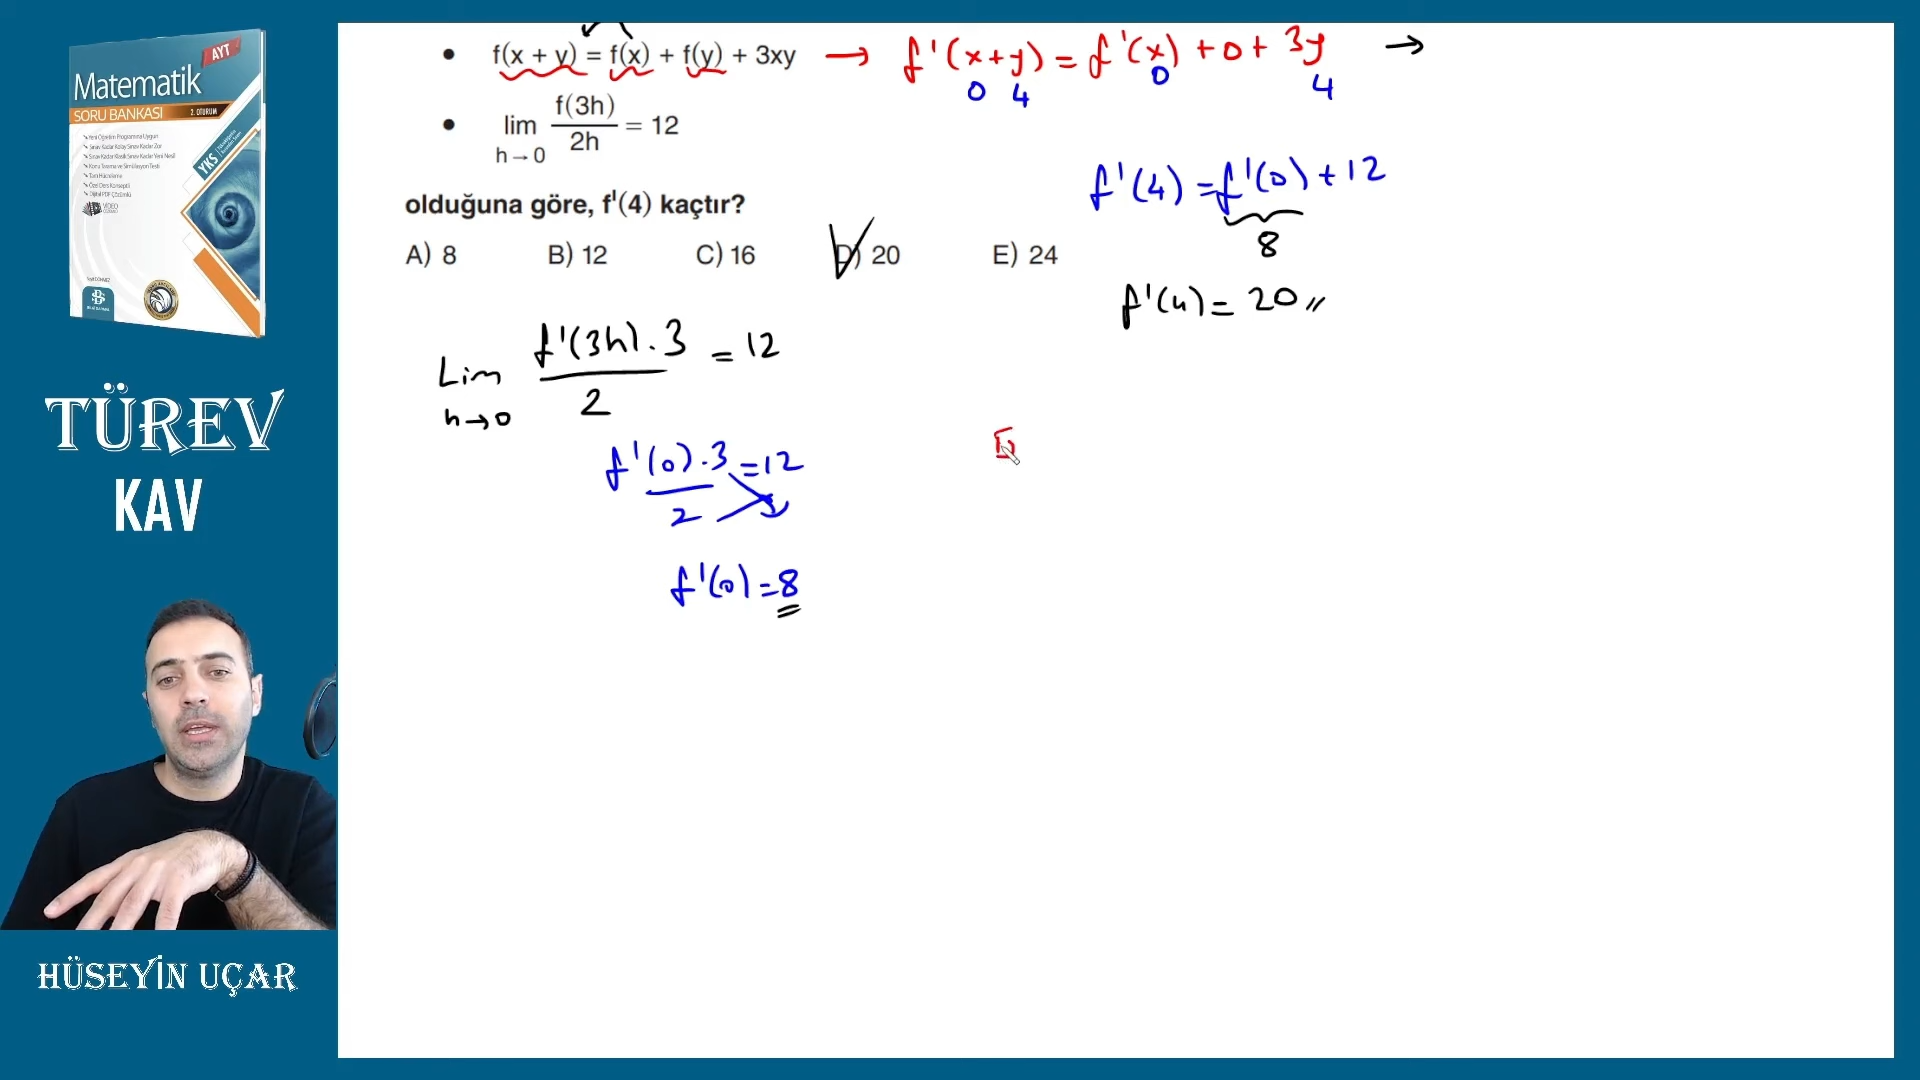 AYT
Matematik
SORU BANKASI
2. OTURUM
YKS
VIDEO
TÜREV
KAV
HÜSEYİN UÇAR
• f(x + y) = f(x) + f(y) + 3xy → f'(x+y) = f'(x) + 0 + 3y →
0 4 0 4
• lim h→0 f(3h)/2h = 12
olduğuna göre, f'(4) kaçtır?
A) 8 B) 12 C) 16 D) 20 E) 24
f'(4) = f'(0) + 12
8
f'(4) = 20 //
Lim h→0 f'(3h).3/2 = 12
f'(0).3/2 = 12
f'(0) = 8